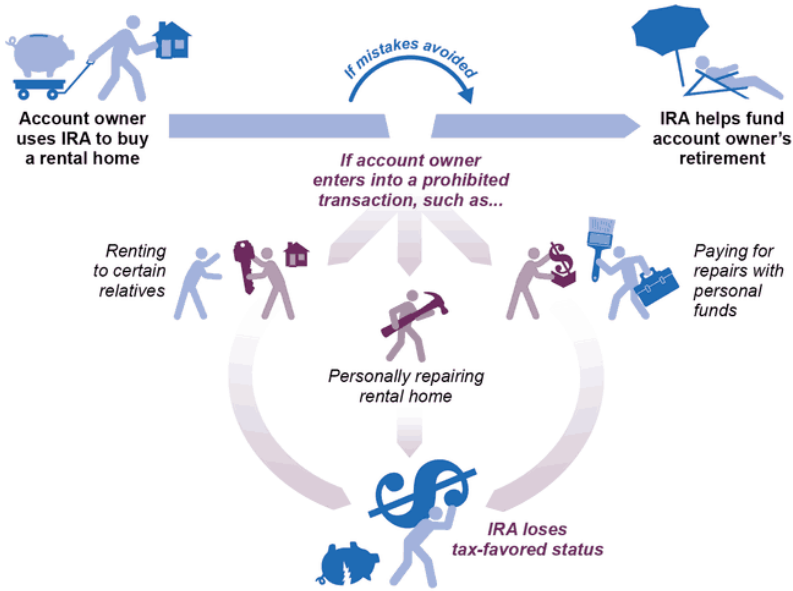 If mistakes avoided
Account owner
uses IRA to buy
a rental home
IRA helps fund
account owner's
retirement
If account owner
enters into a prohibited
transaction, such as...
Renting
to certain
relatives
Paying for
repairs with
personal
funds
Personally repairing
rental home
IRA loses
tax-favored status